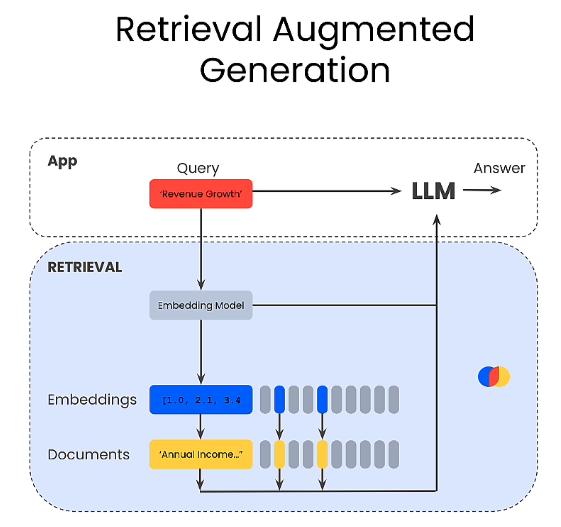 Retrieval Augmented
Generation
App
Query
Answer
'Revenue Growth'
LLM
RETRIEVAL
Embedding Model
Embeddings
[1.0, 2.1, 3.4
Documents
'Annual Income…"